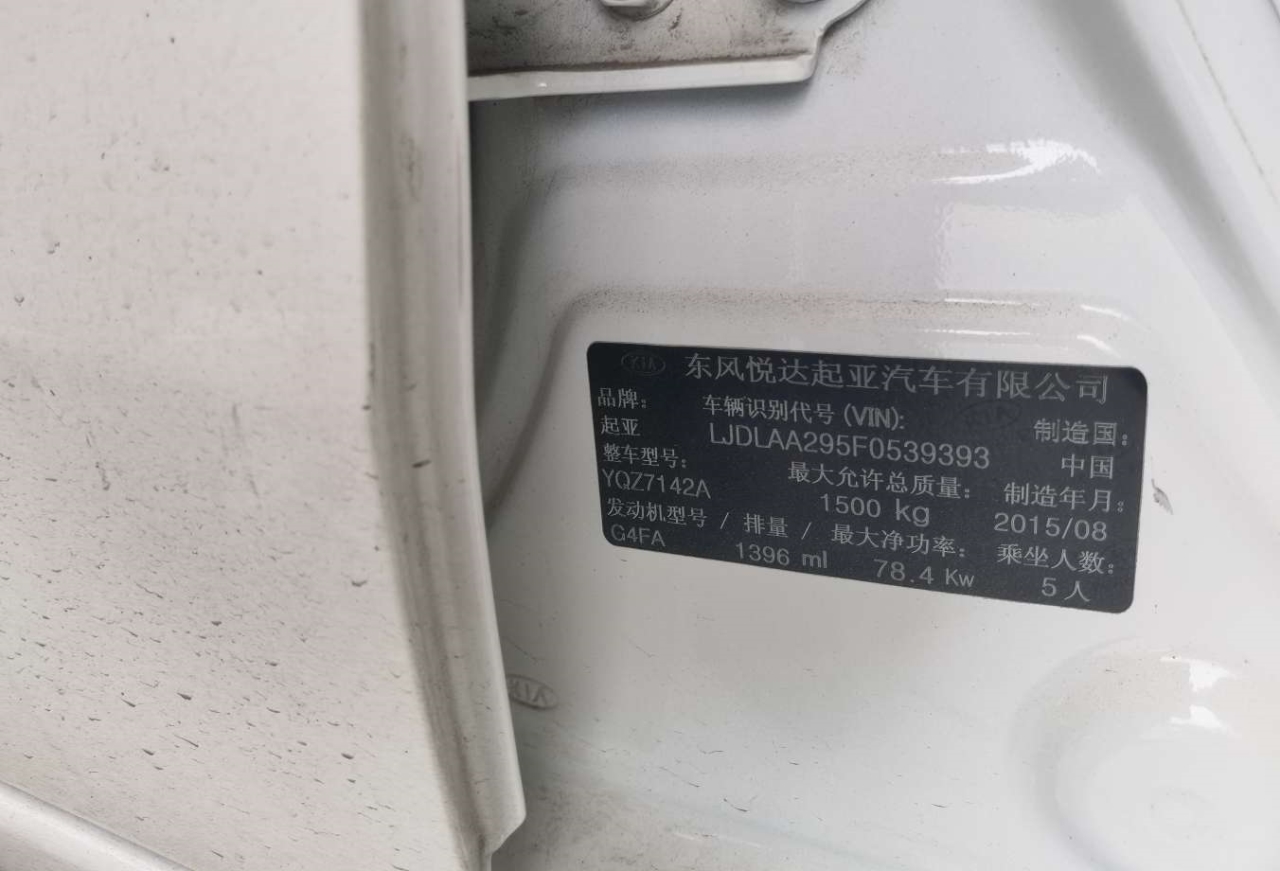 KIA 东风悦达起亚汽车有限公司
品牌： 车辆识别代号 (VIN): 制造国：
起亚 LJDLAA295F0539393 中国
整车型号： 最大允许总质量： 制造年月：
YQZ7142A 1500 kg 2015/08
发动机型号 / 排量 / 最大净功率： 乘坐人数：
G4FA 1396 ml 78.4 Kw 5 人
KIA